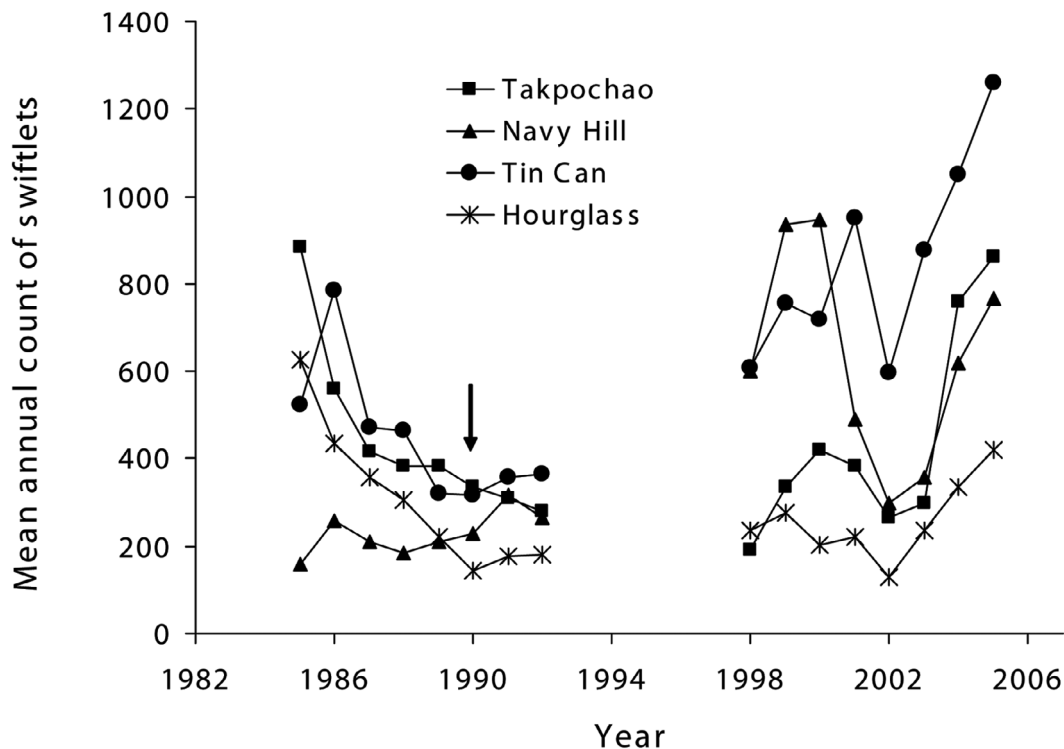 Mean annual count of swiftlets
1400
1200
1000
800
600
400
200
0
Takpochao
Navy Hill
Tin Can
Hourglass
1982 1986 1990 1994 1998 2002 2006
Year